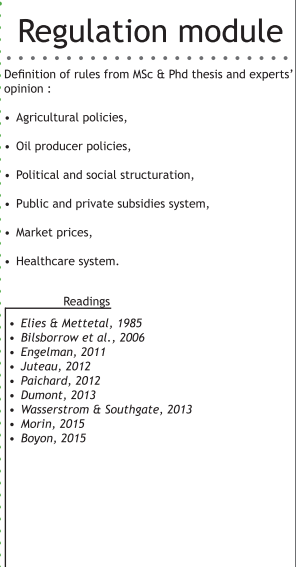 Regulation module
Definition of rules from MSc & Phd thesis and experts'
opinion :
• Agricultural policies,
• Oil producer policies,
• Political and social structuration,
• Public and private subsidies system,
• Market prices,
• Healthcare system.
Readings
• Elies & Mettetal, 1985
• Bilsborrow et al., 2006
• Engelman, 2011
• Juteau, 2012
• Paichard, 2012
• Dumont, 2013
• Wasserstrom & Southgate, 2013
• Morin, 2015
• Boyon, 2015